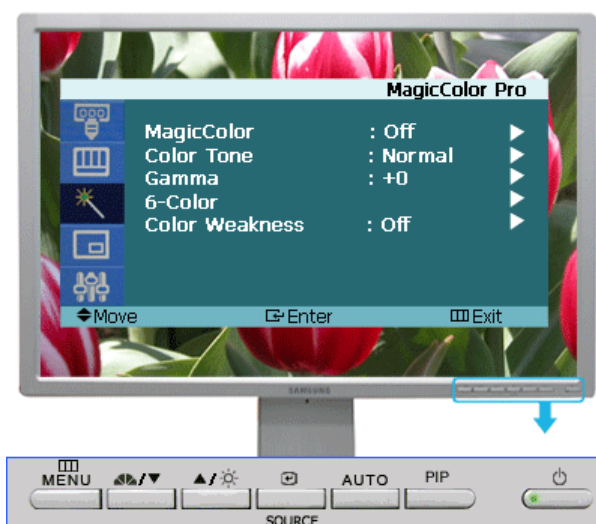 MagicColor Pro
MagicColor : Off
Color Tone : Normal
Gamma : +0
6-Color
Color Weakness : Off
Move Enter Exit
SAMSUNG
MENU AUTO PIP
SOURCE